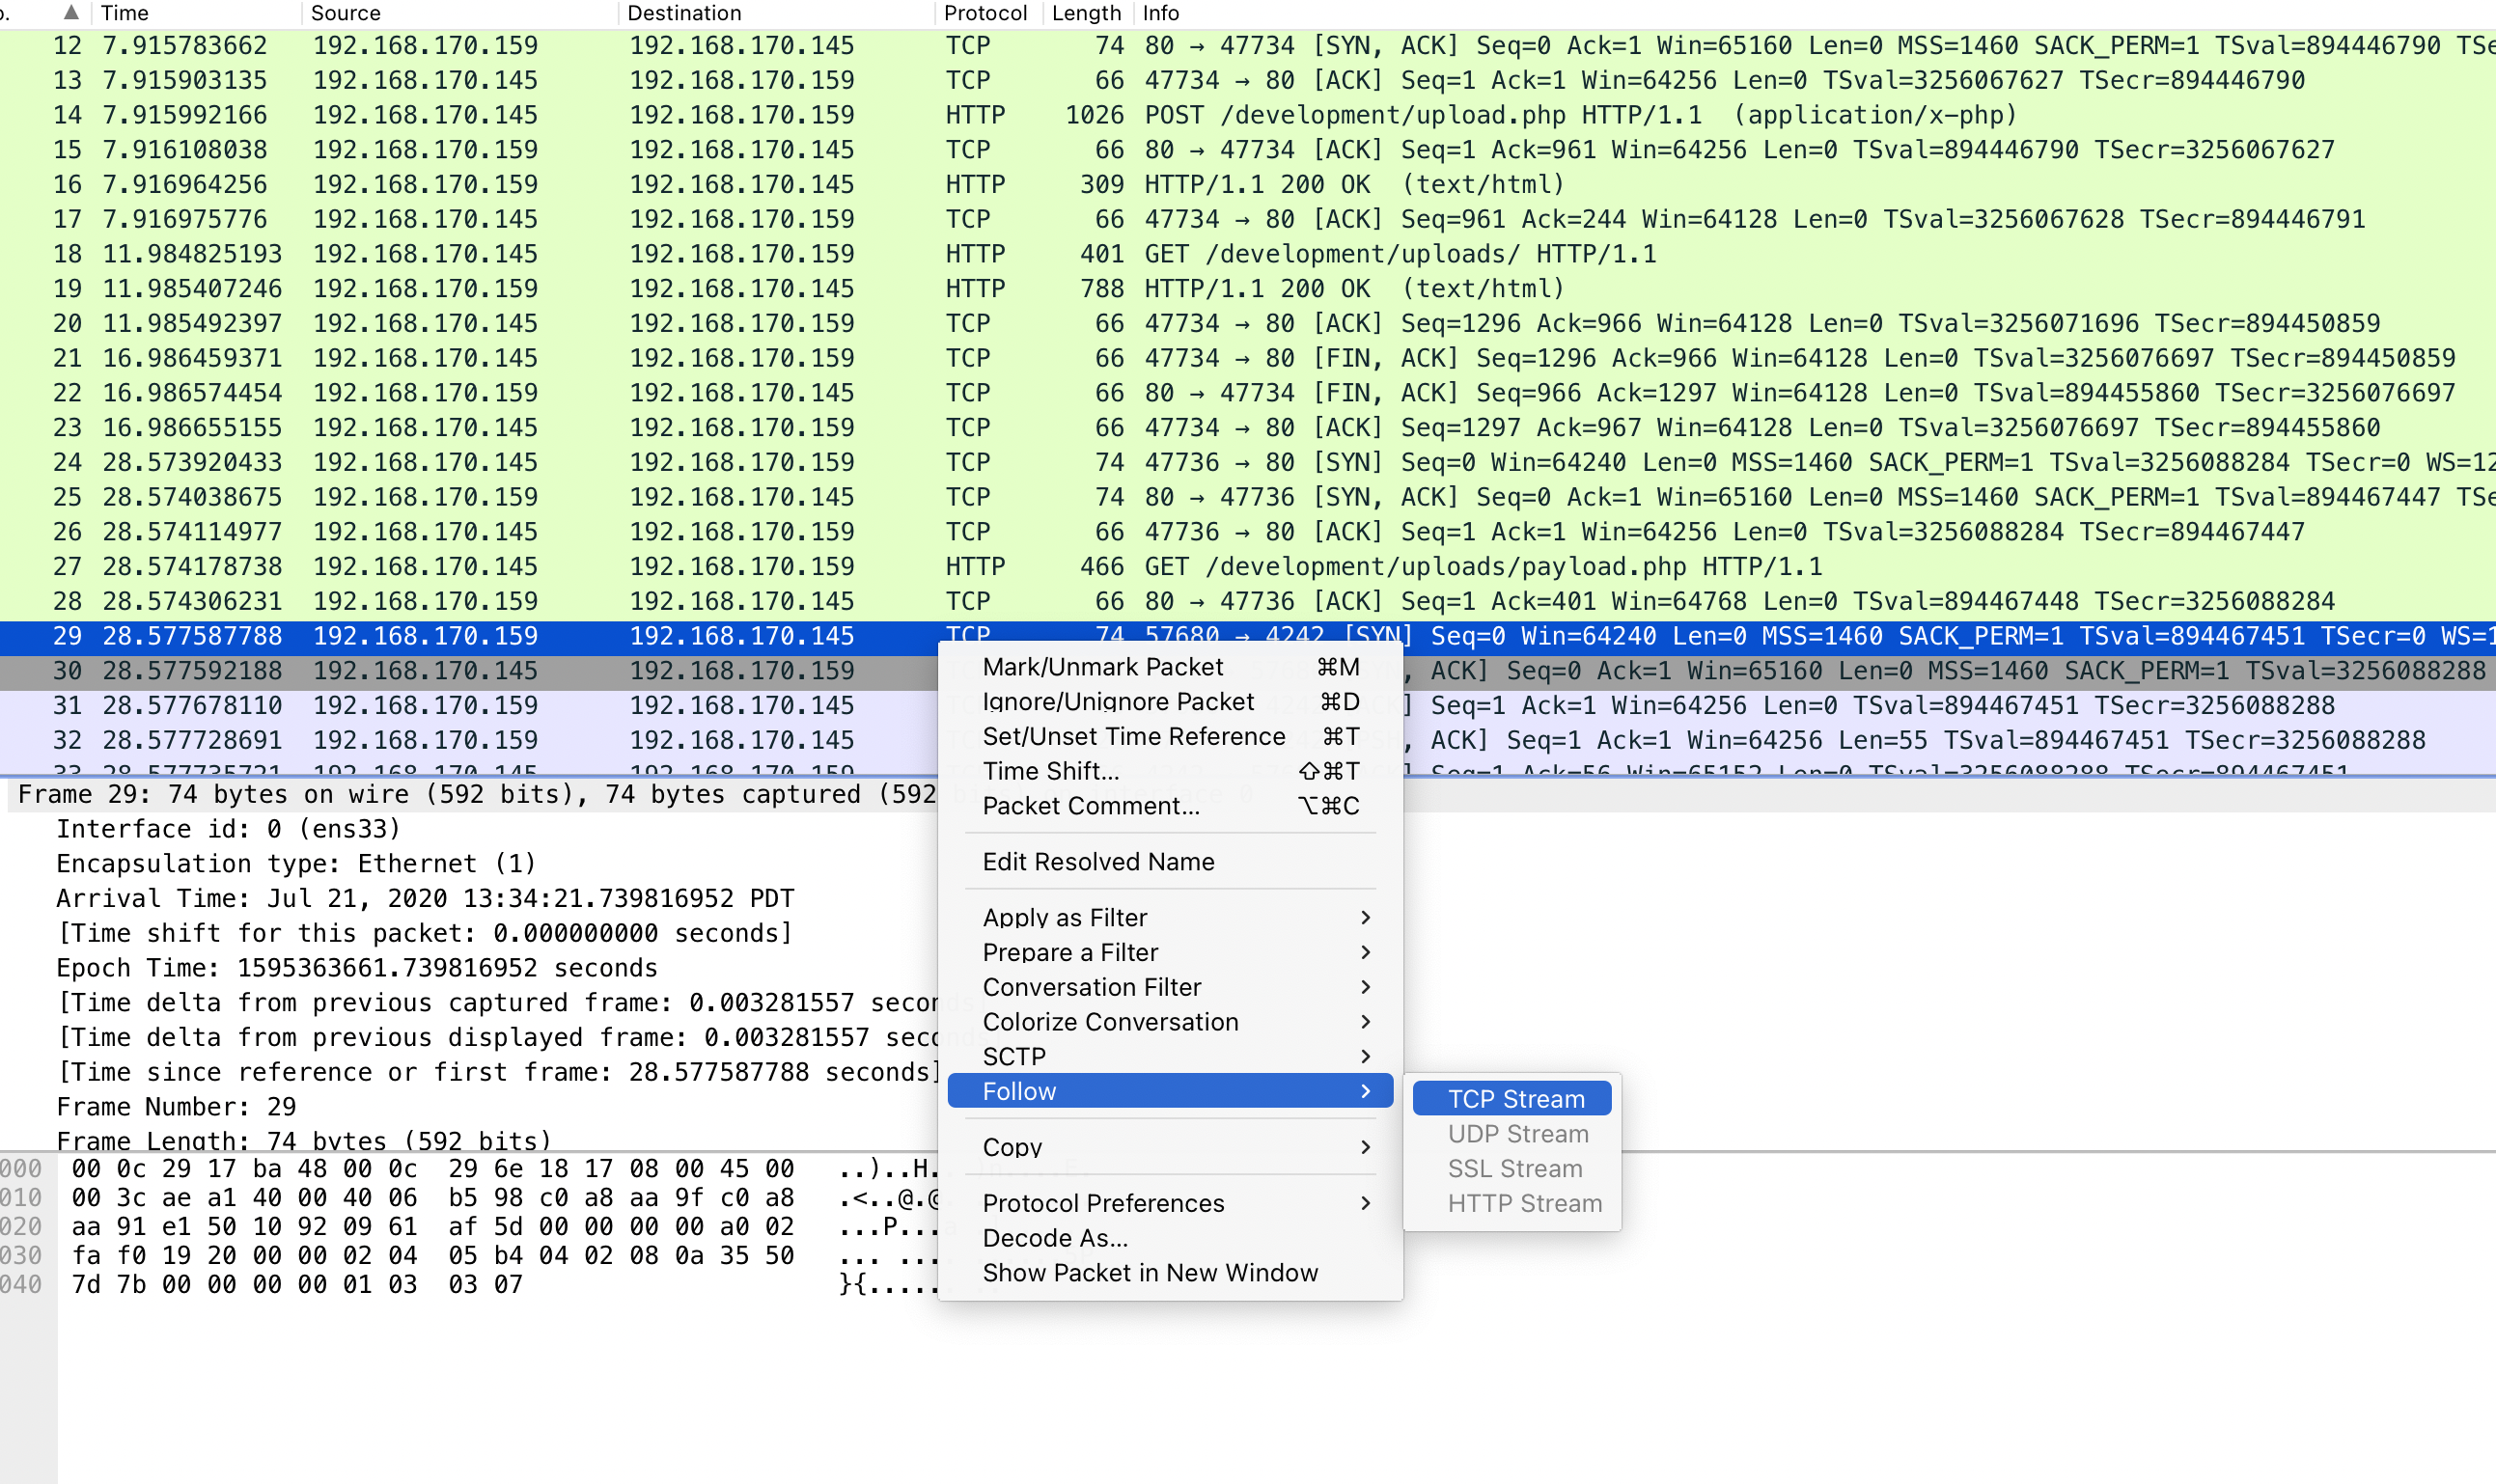 o. Time Source Destination Protocol Length Info
12 7.915783662 192.168.170.159 192.168.170.145 TCP 74 80 → 47734 [SYN, ACK] Seq=0 Ack=1 Win=65160 Len=0 MSS=1460 SACK_PERM=1 TSval=894446790 TSe
13 7.915903135 192.168.170.145 192.168.170.159 TCP 66 47734 → 80 [ACK] Seq=1 Ack=1 Win=64256 Len=0 TSval=3256067627 TSecr=894446790
14 7.915992166 192.168.170.145 192.168.170.159 HTTP 1026 POST /development/upload.php HTTP/1.1 (application/x-php)
15 7.916108038 192.168.170.159 192.168.170.145 TCP 66 80 → 47734 [ACK] Seq=1 Ack=961 Win=64256 Len=0 TSval=894446790 TSecr=3256067627
16 7.916964256 192.168.170.159 192.168.170.145 HTTP 309 HTTP/1.1 200 OK (text/html)
17 7.916975776 192.168.170.145 192.168.170.159 TCP 66 47734 → 80 [ACK] Seq=961 Ack=244 Win=64128 Len=0 TSval=3256067628 TSecr=894446791
18 11.984825193 192.168.170.145 192.168.170.159 HTTP 401 GET /development/uploads/ HTTP/1.1
19 11.985407246 192.168.170.159 192.168.170.145 HTTP 788 HTTP/1.1 200 OK (text/html)
20 11.985492397 192.168.170.145 192.168.170.159 TCP 66 47734 → 80 [ACK] Seq=1296 Ack=966 Win=64128 Len=0 TSval=3256071696 TSecr=894450859
21 16.986459371 192.168.170.145 192.168.170.159 TCP 66 47734 → 80 [FIN, ACK] Seq=1296 Ack=966 Win=64128 Len=0 TSval=3256076697 TSecr=894450859
22 16.986574454 192.168.170.159 192.168.170.145 TCP 66 80 → 47734 [FIN, ACK] Seq=966 Ack=1297 Win=64128 Len=0 TSval=894455860 TSecr=3256076697
23 16.986655155 192.168.170.145 192.168.170.159 TCP 66 47734 → 80 [ACK] Seq=1297 Ack=967 Win=64128 Len=0 TSval=3256076697 TSecr=894455860
24 28.573920433 192.168.170.145 192.168.170.159 TCP 74 47736 → 80 [SYN] Seq=0 Win=64240 Len=0 MSS=1460 SACK_PERM=1 TSval=3256088284 TSecr=0 WS=12
25 28.574038675 192.168.170.159 192.168.170.145 TCP 74 80 → 47736 [SYN, ACK] Seq=0 Ack=1 Win=65160 Len=0 MSS=1460 SACK_PERM=1 TSval=894467447 TSe
26 28.574114977 192.168.170.145 192.168.170.159 TCP 66 47736 → 80 [ACK] Seq=1 Ack=1 Win=64256 Len=0 TSval=3256088284 TSecr=894467447
27 28.574178738 192.168.170.145 192.168.170.159 HTTP 466 GET /development/uploads/payload.php HTTP/1.1
28 28.574306231 192.168.170.159 192.168.170.145 TCP 66 80 → 47736 [ACK] Seq=1 Ack=401 Win=64768 Len=0 TSval=894467448 TSecr=3256088284
29 28.577587788 192.168.170.159 192.168.170.145 TCP 74 57680 → 4242 [SYN] Seq=0 Win=64240 Len=0 MSS=1460 SACK_PERM=1 TSval=894467451 TSecr=0 WS=1
30 28.577592188 192.168.170.145 192.168.170.159 , ACK] Seq=0 Ack=1 Win=65160 Len=0 MSS=1460 SACK_PERM=1 TSval=3256088288
31 28.577678110 192.168.170.159 192.168.170.145 ] Seq=1 Ack=1 Win=64256 Len=0 TSval=894467451 TSecr=3256088288
32 28.577728691 192.168.170.159 192.168.170.145 , ACK] Seq=1 Ack=1 Win=64256 Len=55 TSval=894467451 TSecr=3256088288
33 28.577735721 192.168.170.145 192.168.170.159 ] Seq=1 Ack=56 Win=65152 Len=0 TSval=3256088288 TSecr=894467451
Mark/Unmark Packet ⌘M
Ignore/Unignore Packet ⌘D
Set/Unset Time Reference ⌘T
Time Shift... ⇧⌘T
Packet Comment... ⌥⌘C
Edit Resolved Name
Apply as Filter
Prepare a Filter
Conversation Filter
Colorize Conversation
SCTP
Follow
Copy
Protocol Preferences
Decode As...
Show Packet in New Window
TCP Stream
UDP Stream
SSL Stream
HTTP Stream
Frame 29: 74 bytes on wire (592 bits), 74 bytes captured (592
Interface id: 0 (ens33)
Encapsulation type: Ethernet (1)
Arrival Time: Jul 21, 2020 13:34:21.739816952 PDT
[Time shift for this packet: 0.000000000 seconds]
Epoch Time: 1595363661.739816952 seconds
[Time delta from previous captured frame: 0.003281557 seconds]
[Time delta from previous displayed frame: 0.003281557 seconds]
[Time since reference or first frame: 28.577587788 seconds]
Frame Number: 29
Frame Length: 74 bytes (592 bits)
000 00 0c 29 17 ba 48 00 0c 29 6e 18 17 08 00 45 00 ..)..H.
010 00 3c ae a1 40 00 40 06 b5 98 c0 a8 aa 9f c0 a8 .<..@.@
020 aa 91 e1 50 10 92 09 61 af 5d 00 00 00 00 a0 02 ...P...
030 fa f0 19 20 00 00 02 04 05 b4 04 02 08 0a 35 50 ... ...
040 7d 7b 00 00 00 00 01 03 03 07 }{.....